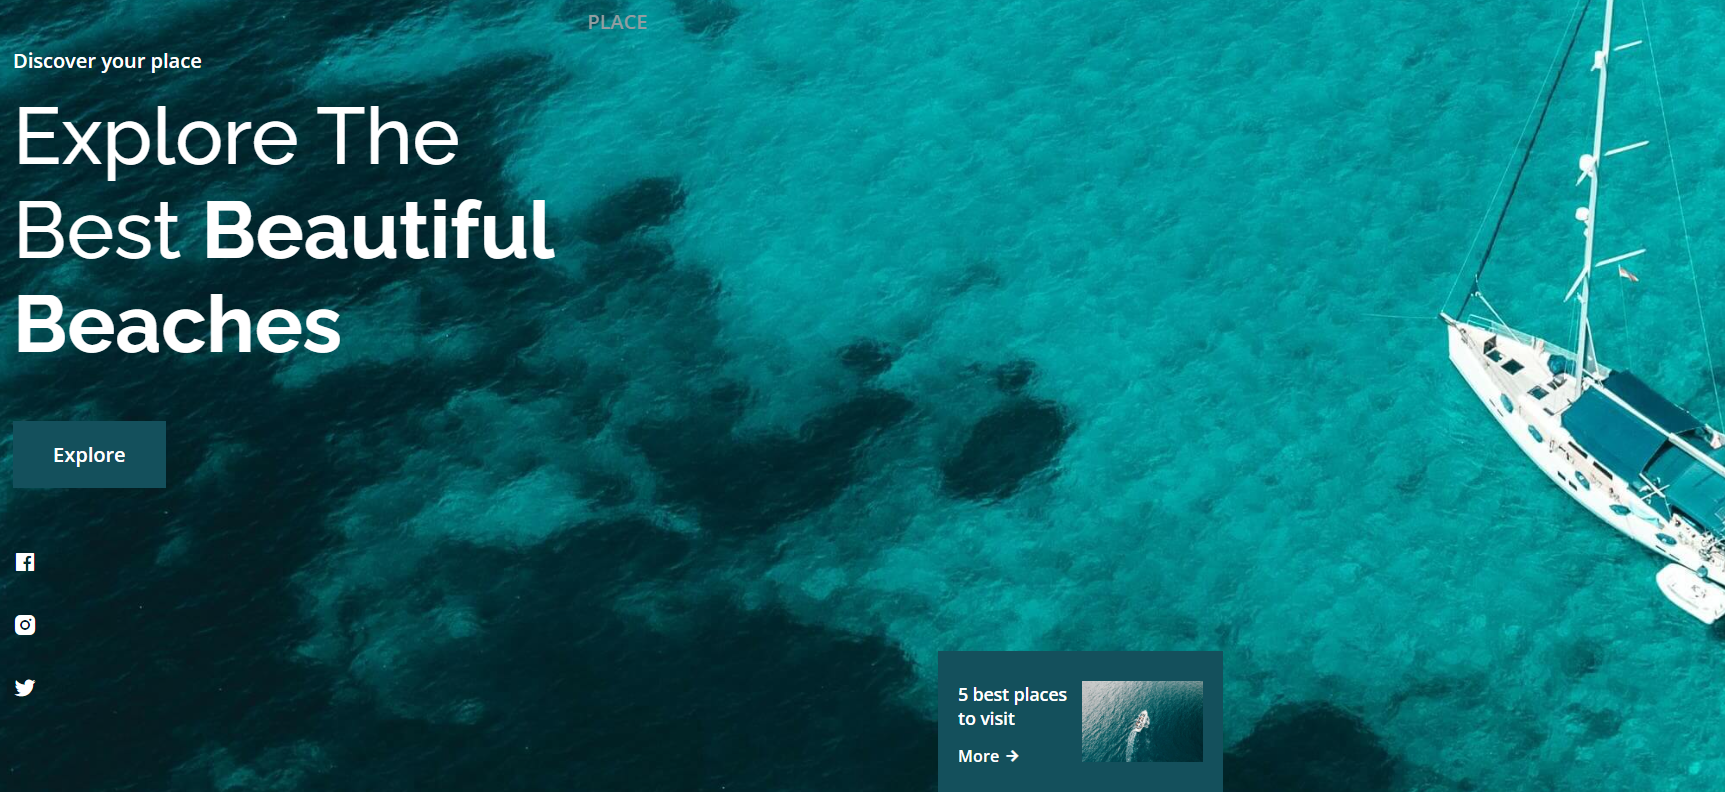 PLACE
Discover your place
Explore The
Best Beautiful
Beaches
Explore
5 best places
to visit
More →